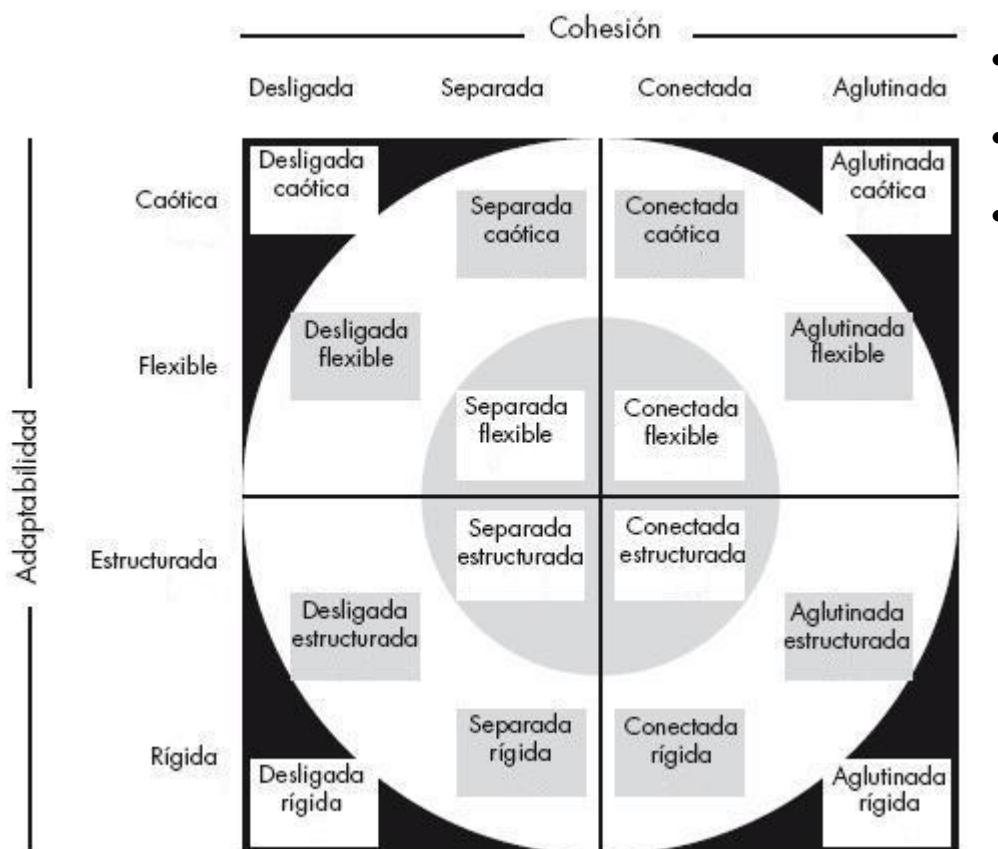 Cohesión
Desligada Separada Conectada Aglutinada
Adaptabilidad
Caótica
Desligada
caótica
Separada
caótica
Conectada
caótica
Aglutinada
caótica
Flexible
Desligada
flexible
Separada
flexible
Conectada
flexible
Aglutinada
flexible
Estructurada
Desligada
estructurada
Separada
estructurada
Conectada
estructurada
Aglutinada
estructurada
Rígida
Desligada
rígida
Separada
rígida
Conectada
rígida
Aglutinada
rígida